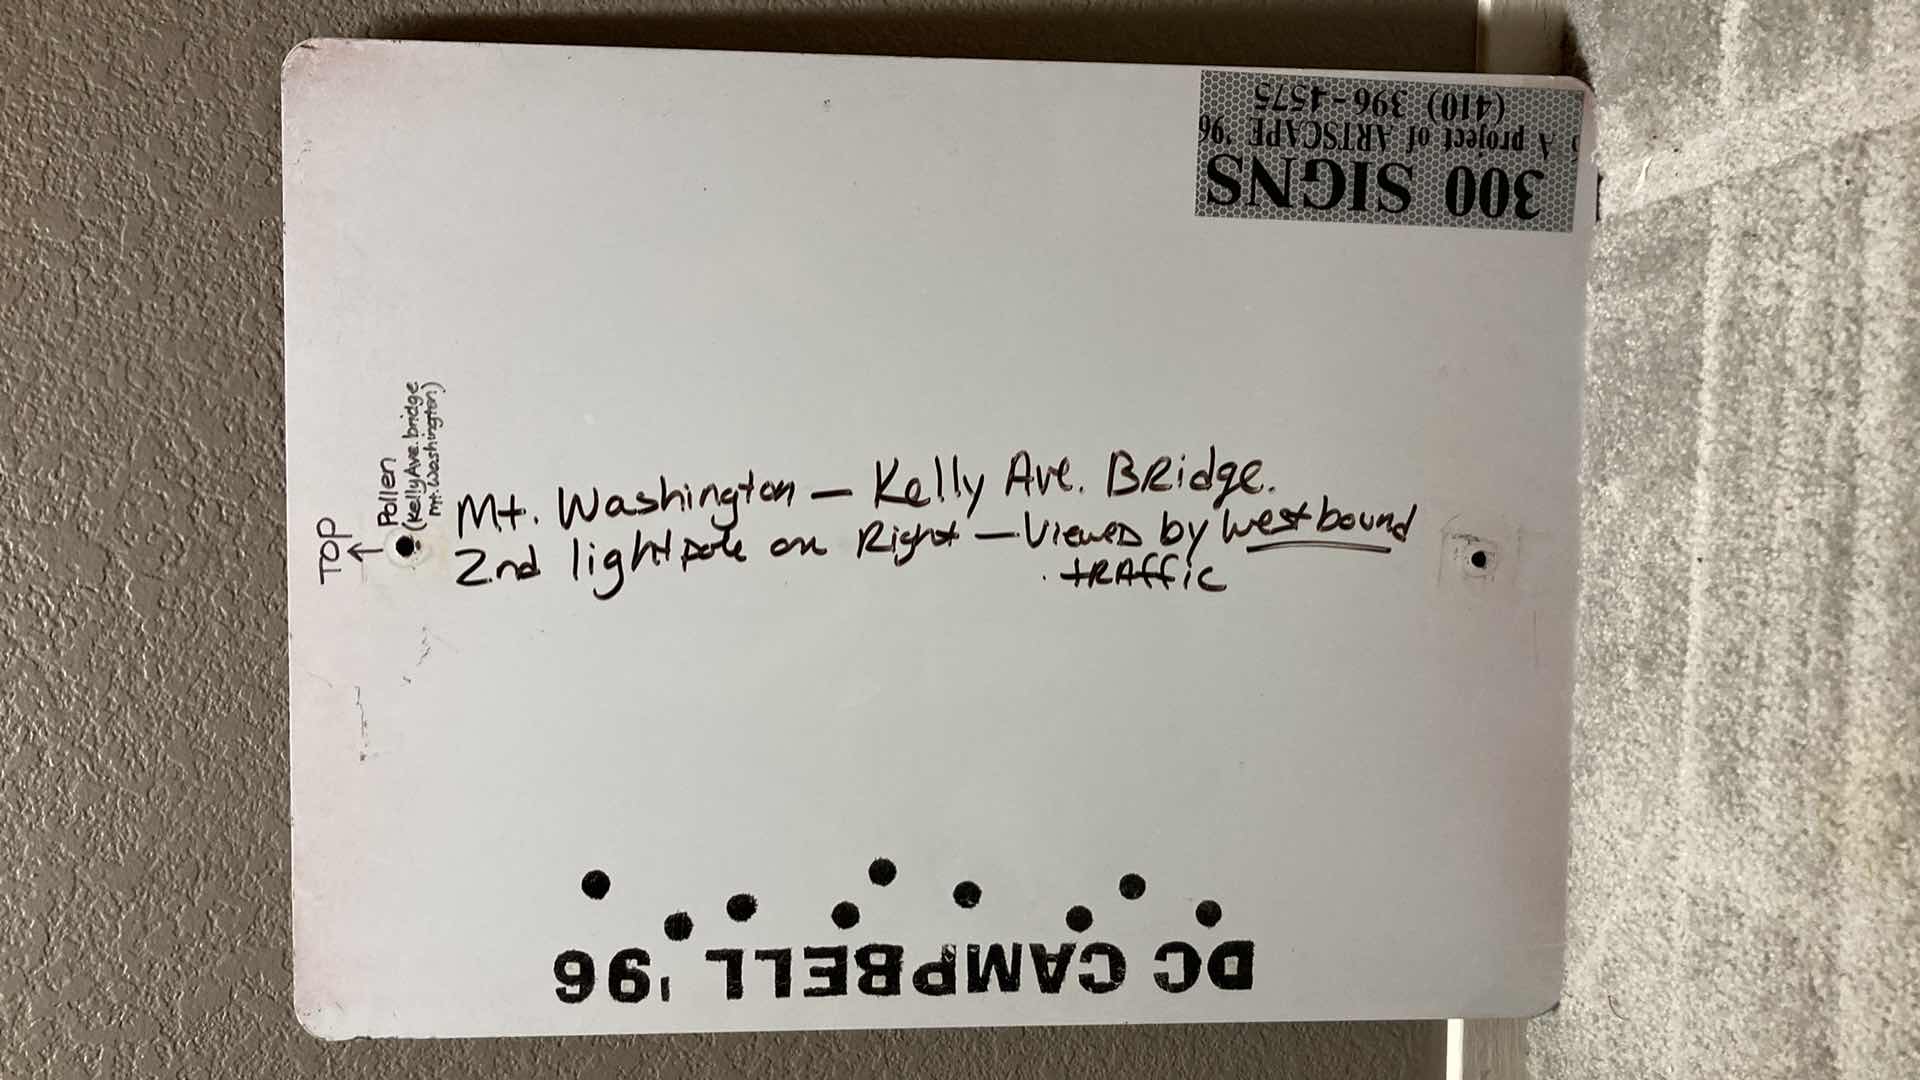 300 SIGNS
A project of ARTSCAPE '96
(410) 396-4575
TOP
Pollen
(Kelly Ave. bridge
Mt. Washington)
Mt. Washington — Kelly Ave. BRidge.
2nd lightpole on Right — Viewed by westbound
tRAffic
DC CAMPBELL '96